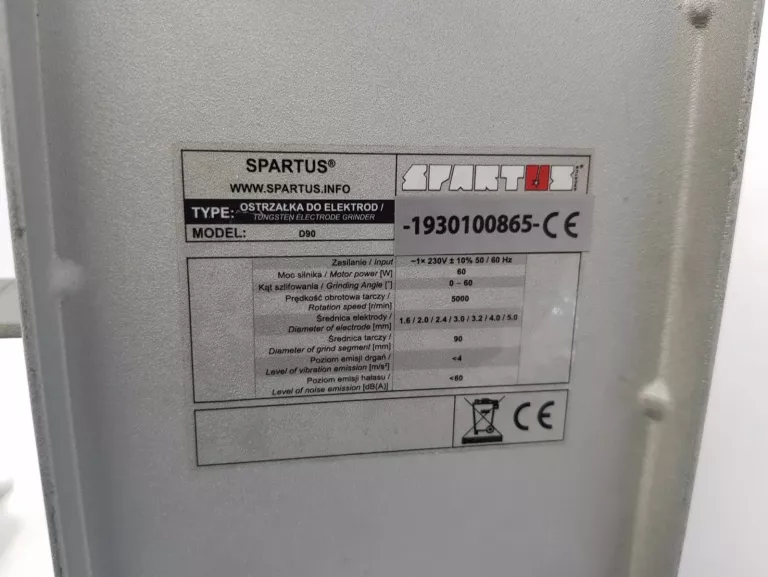 SPARTUS®
WWW.SPARTUS.INFO
SPARTUS
TYPE: OSTRZAŁKA DO ELEKTROD /
TUNGSTEN ELECTRODE GRINDER
MODEL: D90
-1930100865- CE
Zasilanie / Input ~1× 230V ± 10% 50 / 60 Hz
Moc silnika / Motor power [W] 60
Kąt szlifowania / Grinding Angle [°] 0 – 60
Prędkość obrotowa tarczy /
Rotation speed [r/min] 5000
Średnica elektrody /
Diameter of electrode [mm] 1.6 / 2.0 / 2.4 / 3.0 / 3.2 / 4.0 / 5.0
Średnica tarczy /
Diameter of grind segment [mm] 90
Poziom emisji drgań /
Level of vibration emission [m/s²] <4
Poziom emisji hałasu /
Level of noise emission [dB(A)] <60
CE